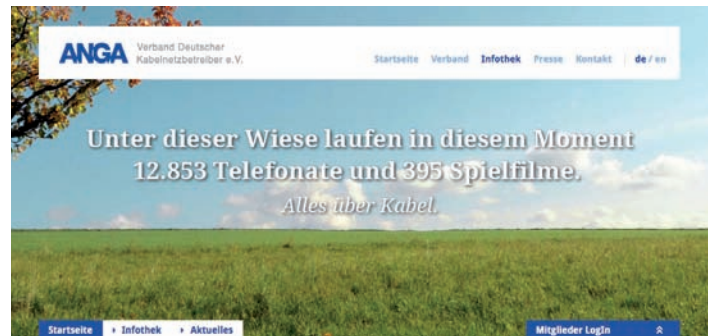 ANGA
Verband Deutscher
Kabelnetzbetreiber e.V.
Startseite Verband Infothek Presse Kontakt de / en
Unter dieser Wiese laufen in diesem Moment
12.853 Telefonate und 395 Spielfilme.
Alles über Kabel.
Startseite Infothek Aktuelles Mitglieder LogIn